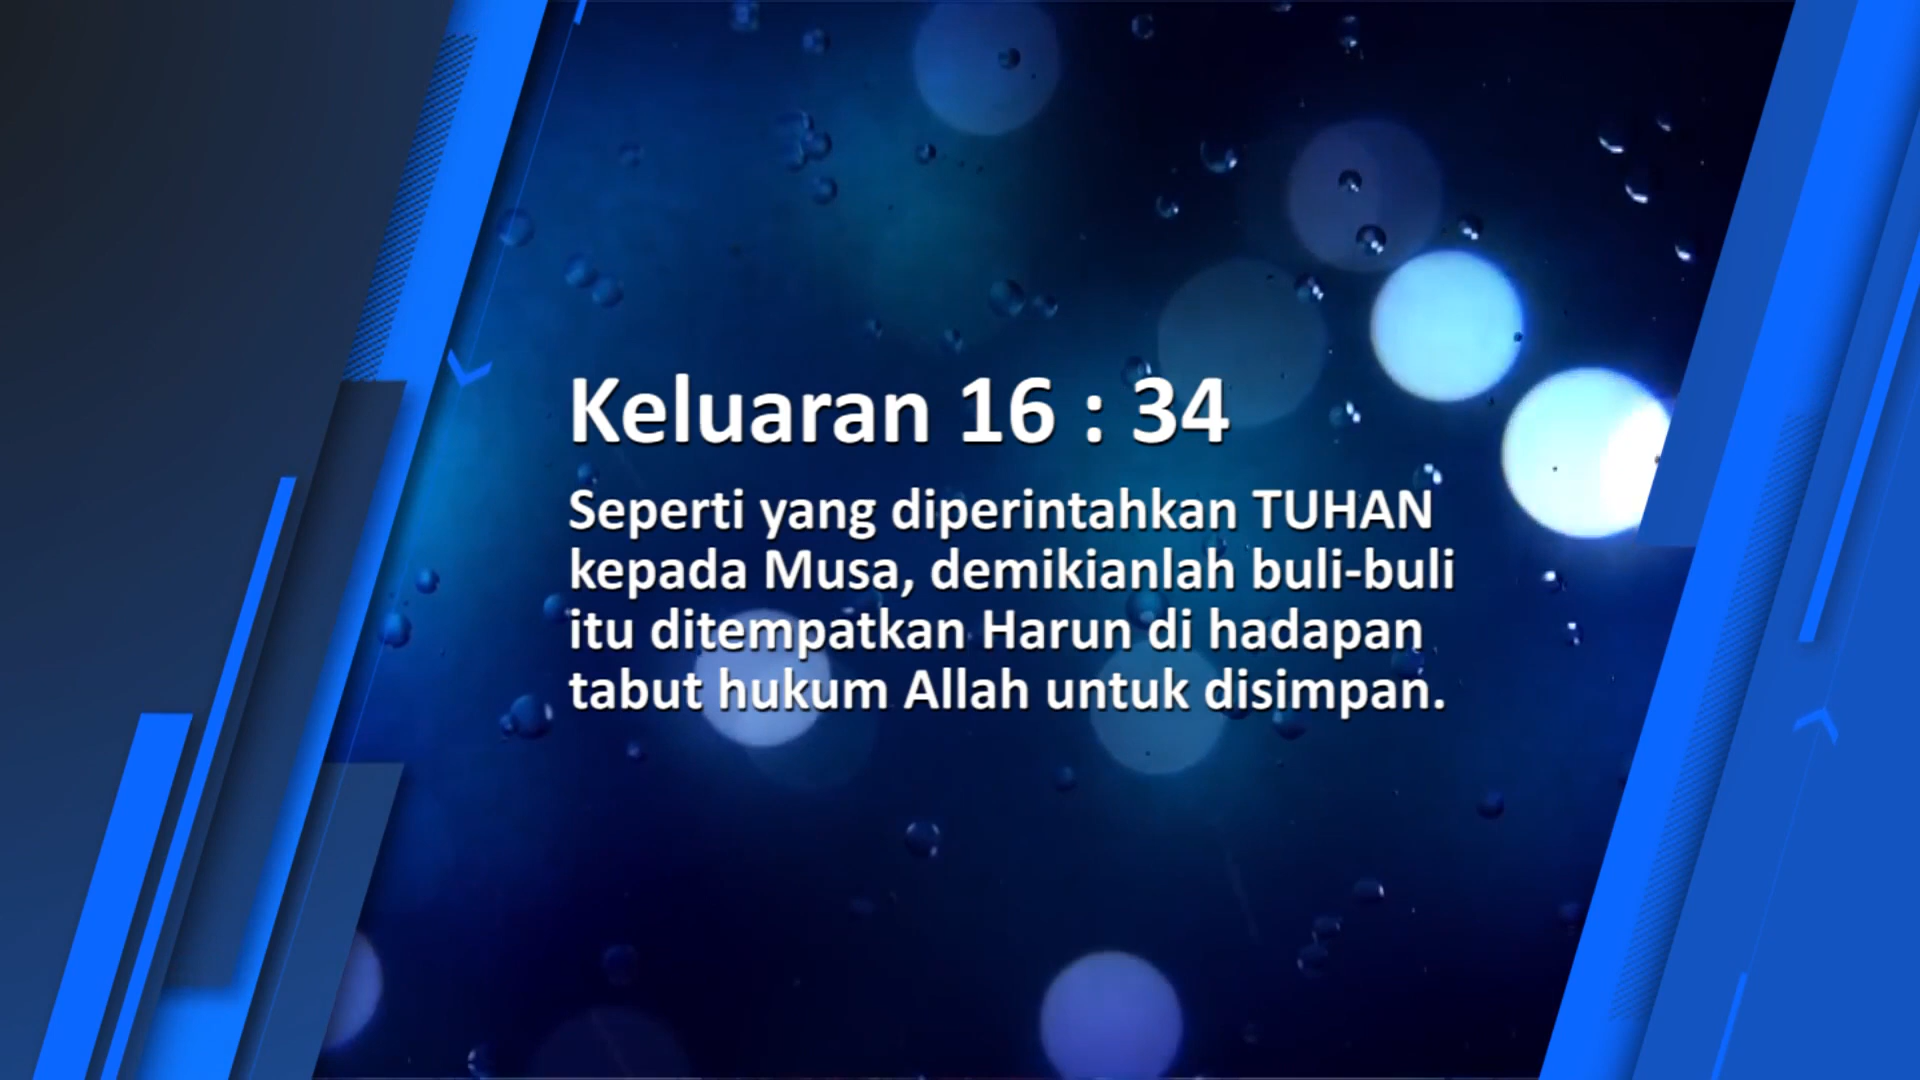 Keluaran 16 : 34
Seperti yang diperintahkan TUHAN
kepada Musa, demikianlah buli-buli
itu ditempatkan Harun di hadapan
tabut hukum Allah untuk disimpan.